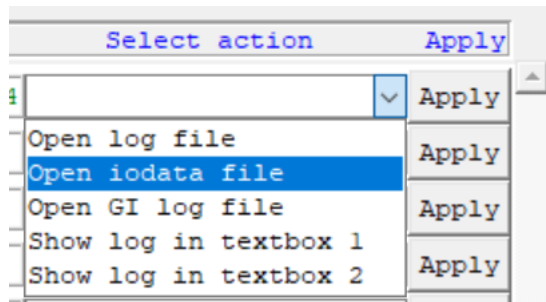 Select action Apply
4 Apply
Open log file
Open iodata file Apply
Open GI log file Apply
Show log in textbox 1
Show log in textbox 2 Apply